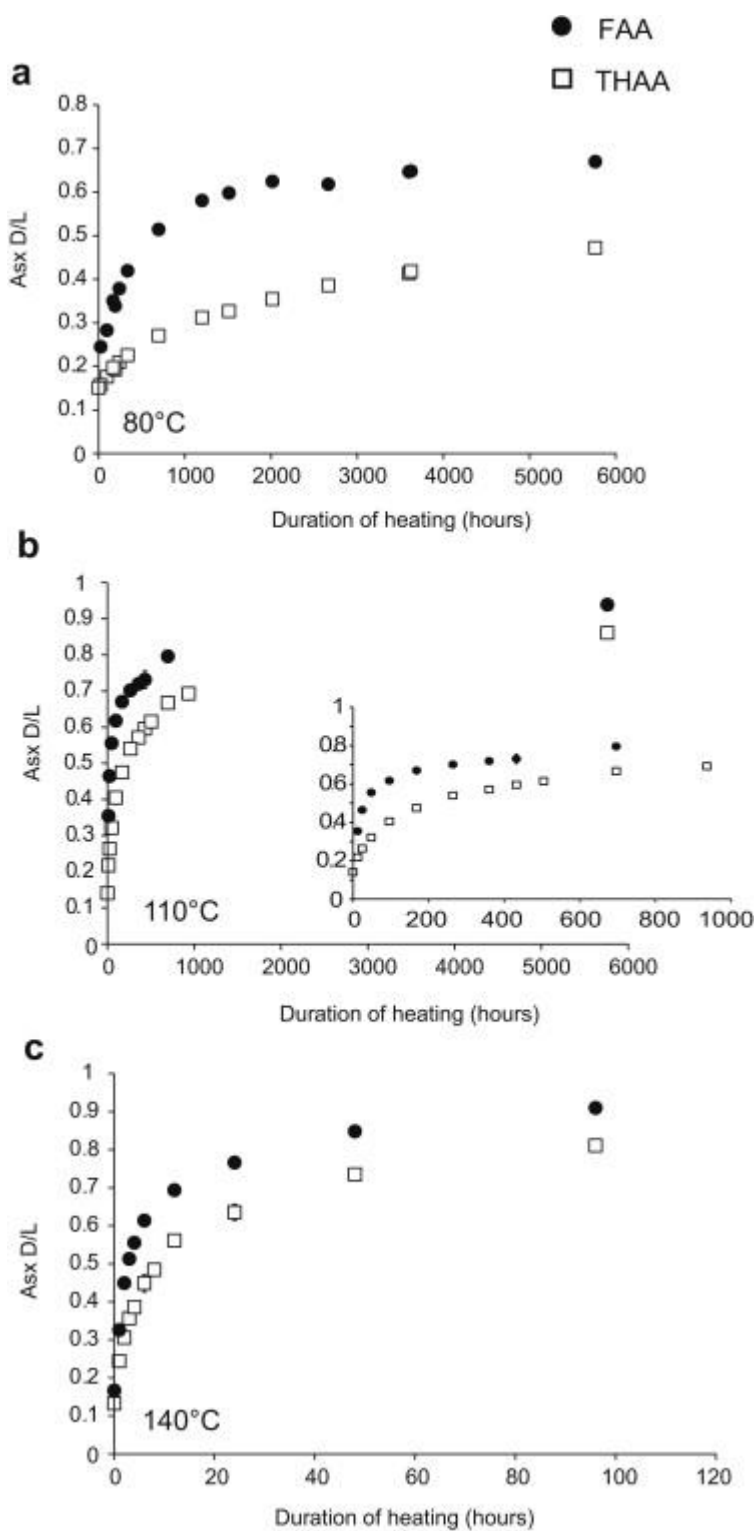 FAA
THAA
a
0.8
0.7
0.6
0.5
0.4
0.3
0.2
0.1
0
Asx D/L
80°C
0 1000 2000 3000 4000 5000 6000
Duration of heating (hours)
b
1
0.9
0.8
0.7
0.6
0.5
0.4
0.3
0.2
0.1
0
Asx D/L
110°C
1
0.8
0.6
0.4
0.2
0
0 200 400 600 800 1000
0 1000 2000 3000 4000 5000 6000
Duration of heating (hours)
c
1
0.9
0.8
0.7
0.6
0.5
0.4
0.3
0.2
0.1
0
Asx D/L
140°C
0 20 40 60 80 100 120
Duration of heating (hours)